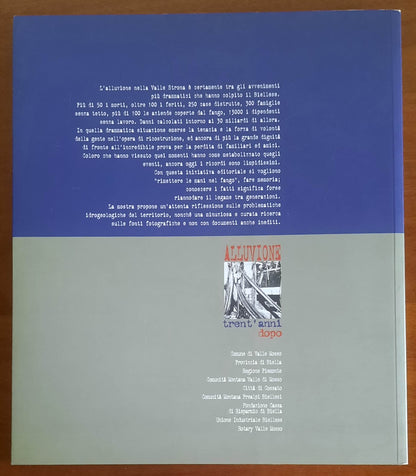 L'alluvione nella Valle Strona è certamente tra gli avvenimenti
più drammatici che hanno colpito il Biellese.
Più di 50 i morti, oltre 100 i feriti, 250 case distrutte, 300 famiglie
senza tetto, più di 100 le aziende coperte dal fango, 13000 i dipendenti
senza lavoro. Danni calcolati intorno ai 30 miliardi di allora.
In quella drammatica situazione emerse la tenacia e la forza di volontà
della gente nell'opera di ricostruzione, ed ancora di più la grande dignità
di fronte all'incredibile prova per la perdita di familiari ed amici.
Coloro che hanno vissuto quei momenti hanno come metabolizzato quegli
eventi, ancora oggi i ricordi sono limpidissimi.
Con questa iniziativa editoriale si vogliono
"rimettere le mani nel fango", fare memoria;
conoscere i fatti significa forse
riannodare il legame tra generazioni.
La mostra propone un'attenta riflessione sulle problematiche
idrogeologiche del territorio, nonché una minuziosa e curata ricerca
sulle fonti fotografiche e non con documenti anche inediti.
ALLUVIONE
trent'anni
dopo
Comune di Valle Mosso
Provincia di Biella
Regione Piemonte
Comunità Montana Valle di Mosso
Città di Cossato
Comunità Montana Prealpi Biellesi
Fondazione Cassa
di Risparmio di Biella
Unione Industriale Biellese
Rotary Valle Mosso